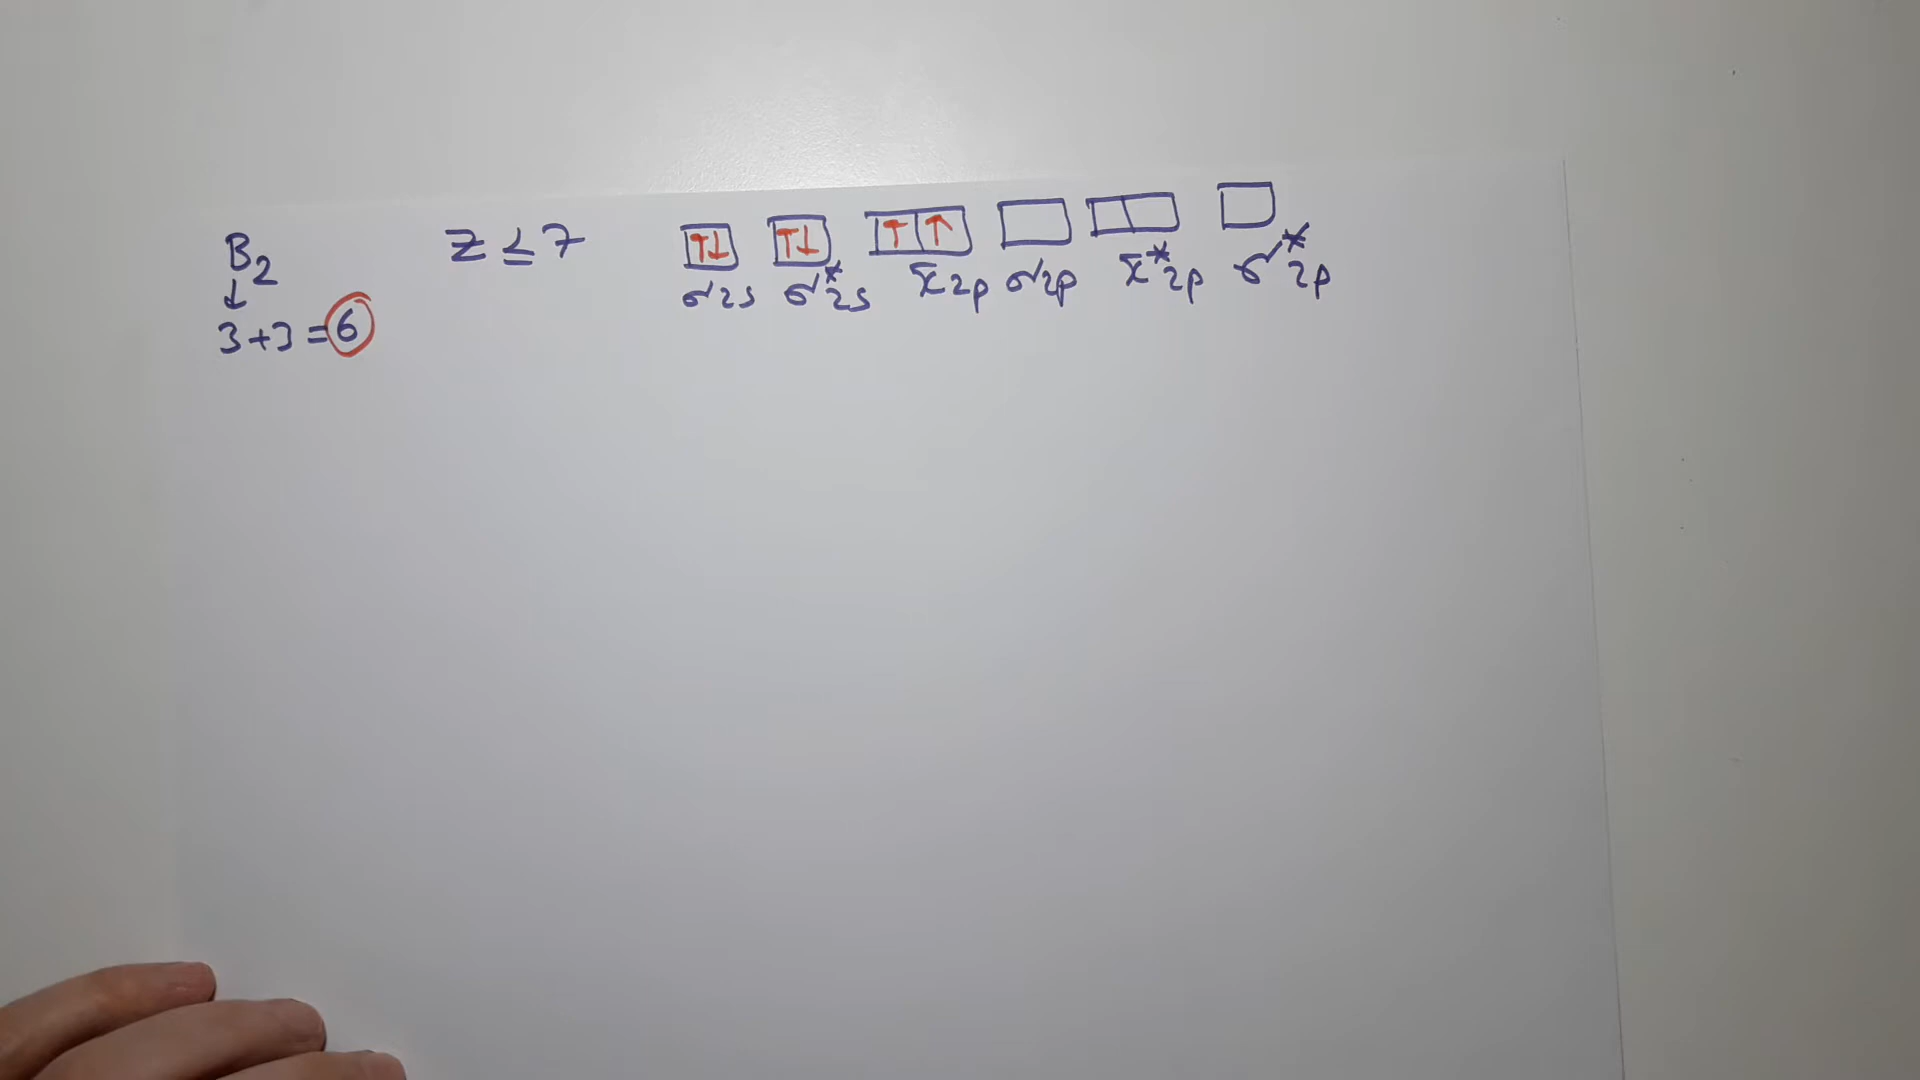 B₂ Z ≤ 7 ↑↓ ↑↓ ↑ ↑
↓ σ2s σ*2s π2p σ2p π*2p σ*2p
3+3=6